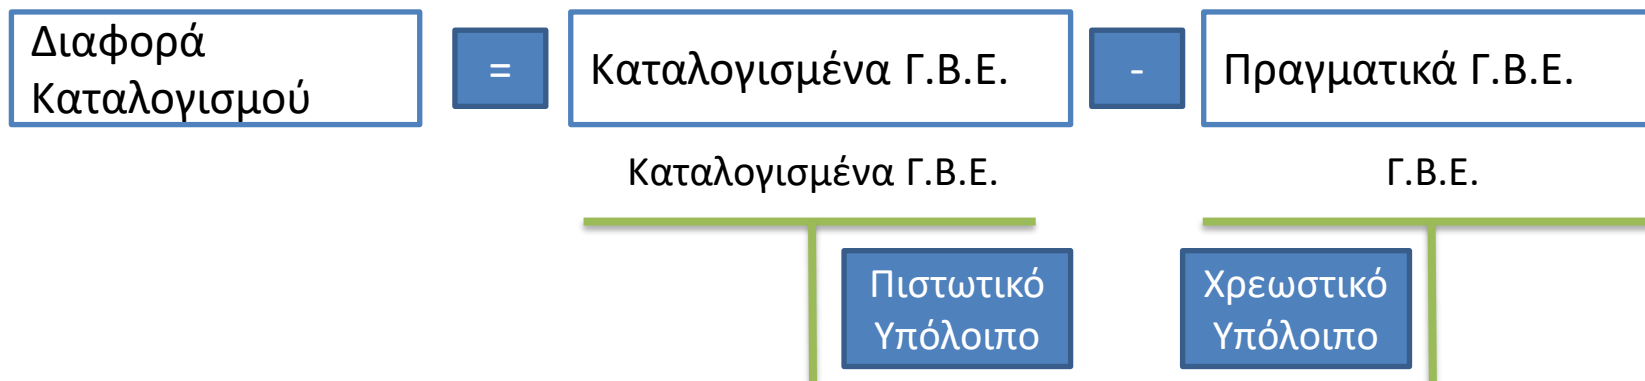 Διαφορά
Καταλογισμού
=
Καταλογισμένα Γ.Β.Ε.
-
Πραγματικά Γ.Β.Ε.
Καταλογισμένα Γ.Β.Ε.
Γ.Β.Ε.
Πιστωτικό
Υπόλοιπο
Χρεωστικό
Υπόλοιπο